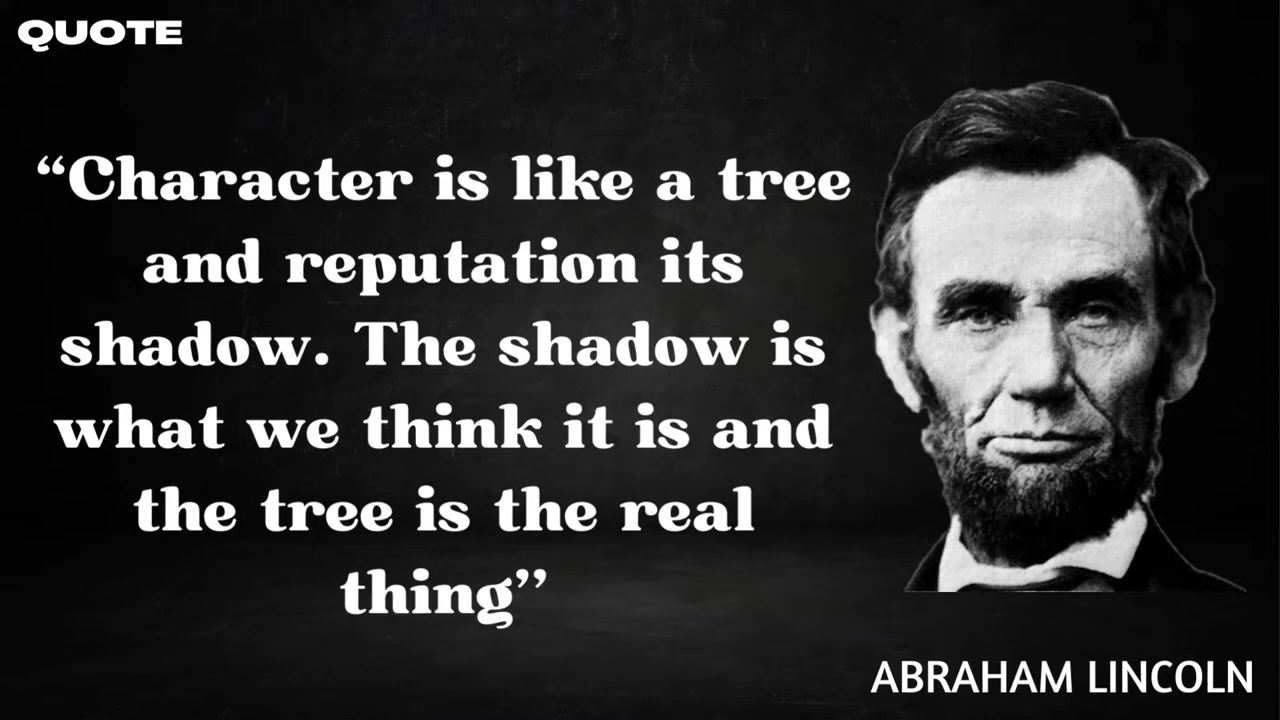 QUOTE
“Character is like a tree
and reputation its
shadow. The shadow is
what we think it is and
the tree is the real
thing”
ABRAHAM LINCOLN